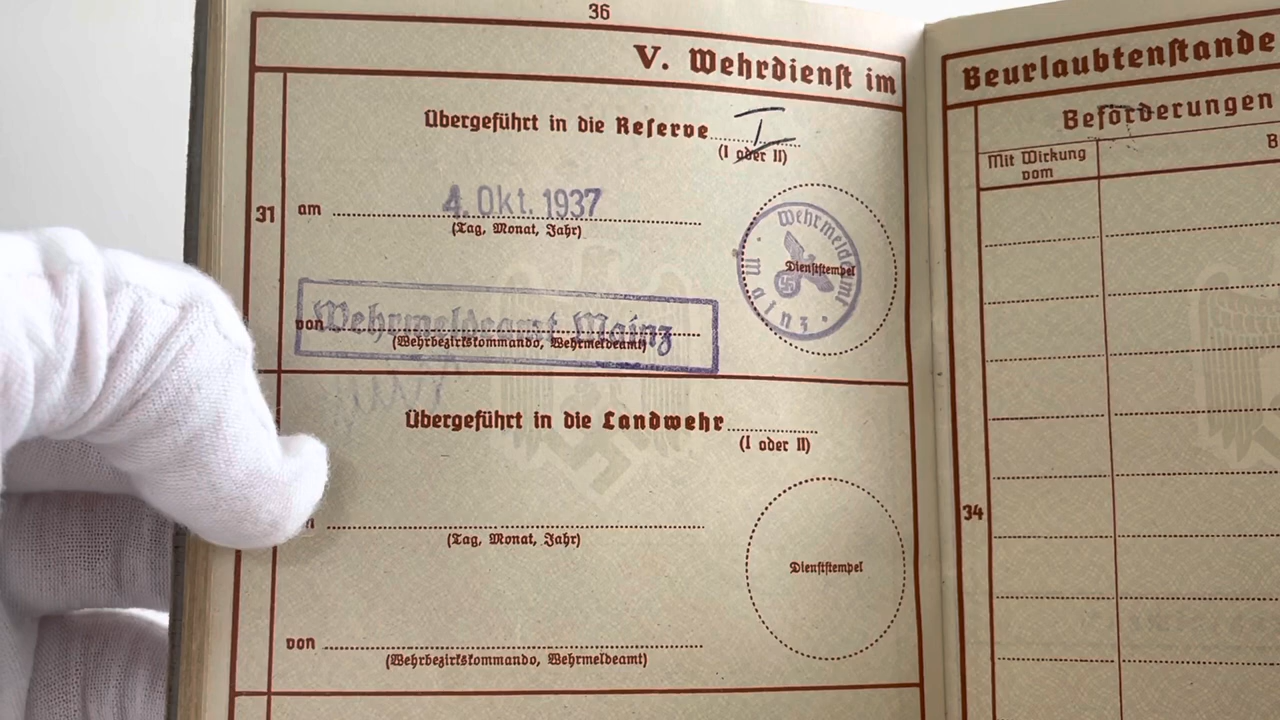 36
V. Wehrdienst im
Übergeführt in die Reserve I
(I oder II)
31
am 4. Okt. 1937
(Tag, Monat, Jahr)
Wehrmeldeamt
Mainz
Dienststempel
von Wehrmeldeamt Mainz
(Wehrbezirkskommando, Wehrmeldeamt)
Übergeführt in die Landwehr
(I oder II)
(Tag, Monat, Jahr)
Dienststempel
von
(Wehrbezirkskommando, Wehrmeldeamt)
Beurlaubtenstande
Beförderungen
Mit Wirkung
vom
34